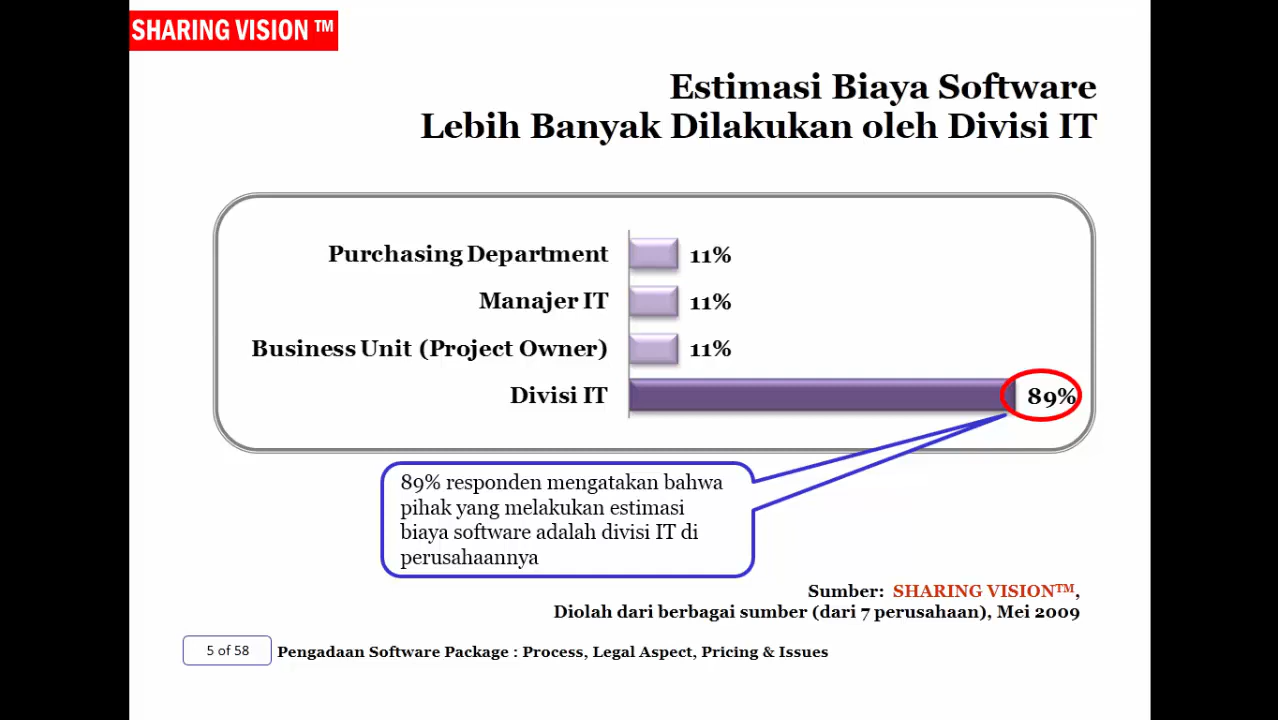 SHARING VISION ™
Estimasi Biaya Software
Lebih Banyak Dilakukan oleh Divisi IT
Purchasing Department 11%
Manajer IT 11%
Business Unit (Project Owner) 11%
Divisi IT 89%
89% responden mengatakan bahwa
pihak yang melakukan estimasi
biaya software adalah divisi IT di
perusahaannya
Sumber: SHARING VISION™,
Diolah dari berbagai sumber (dari 7 perusahaan), Mei 2009
5 of 58 Pengadaan Software Package : Process, Legal Aspect, Pricing & Issues